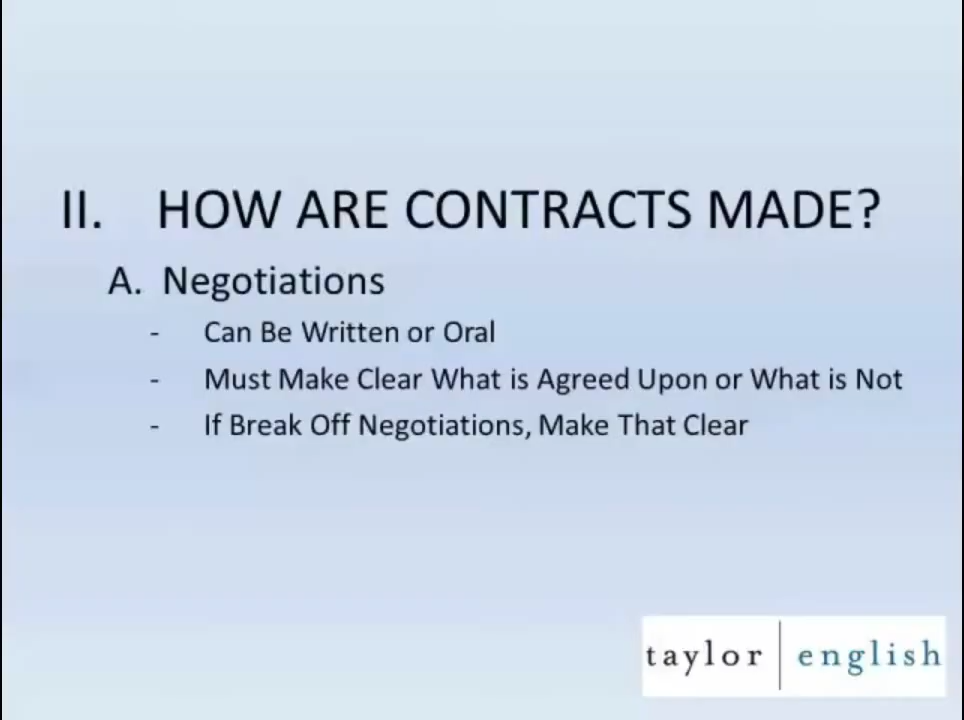 II. HOW ARE CONTRACTS MADE?
A. Negotiations
- Can Be Written or Oral
- Must Make Clear What is Agreed Upon or What is Not
- If Break Off Negotiations, Make That Clear
taylor | english